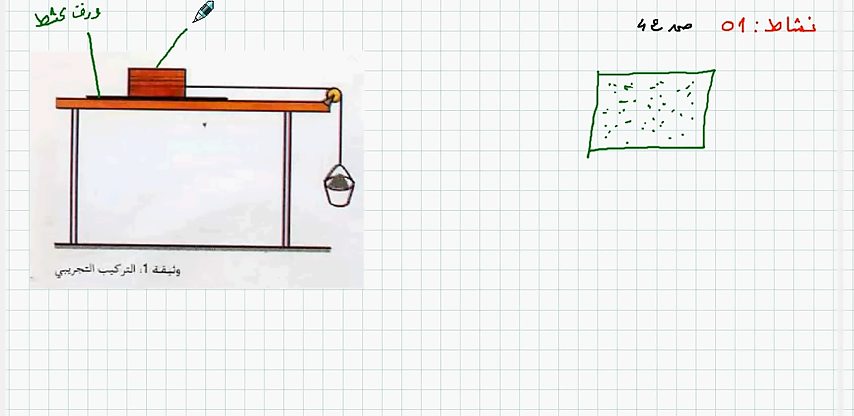 نشاط: 01 صـ 42
ورق كشط
وثيقة 1: التركيب التجريبي